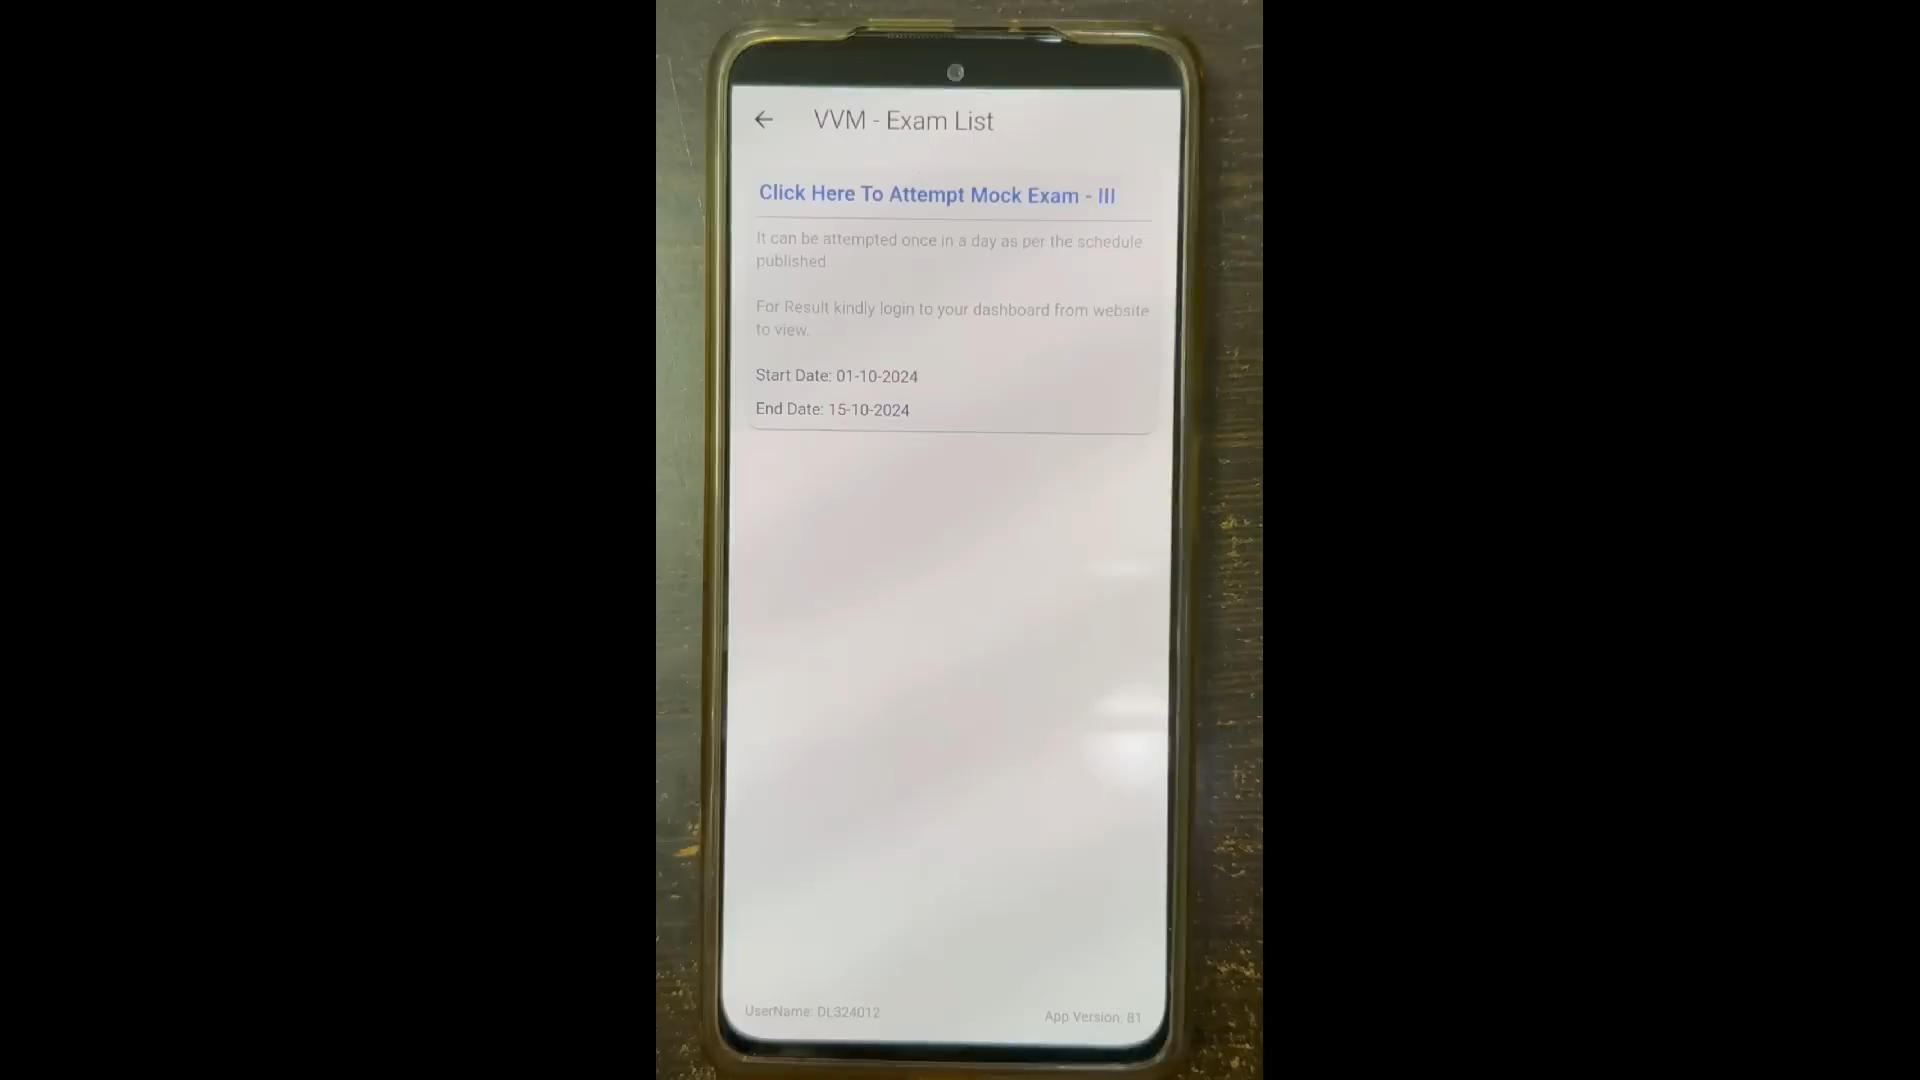 VVM - Exam List
Click Here To Attempt Mock Exam - III
It can be attempted once in a day as per the schedule
published.
For Result kindly login to your dashboard from website
to view.
Start Date: 01-10-2024
End Date: 15-10-2024
UserName: DL324012
App Version: 81